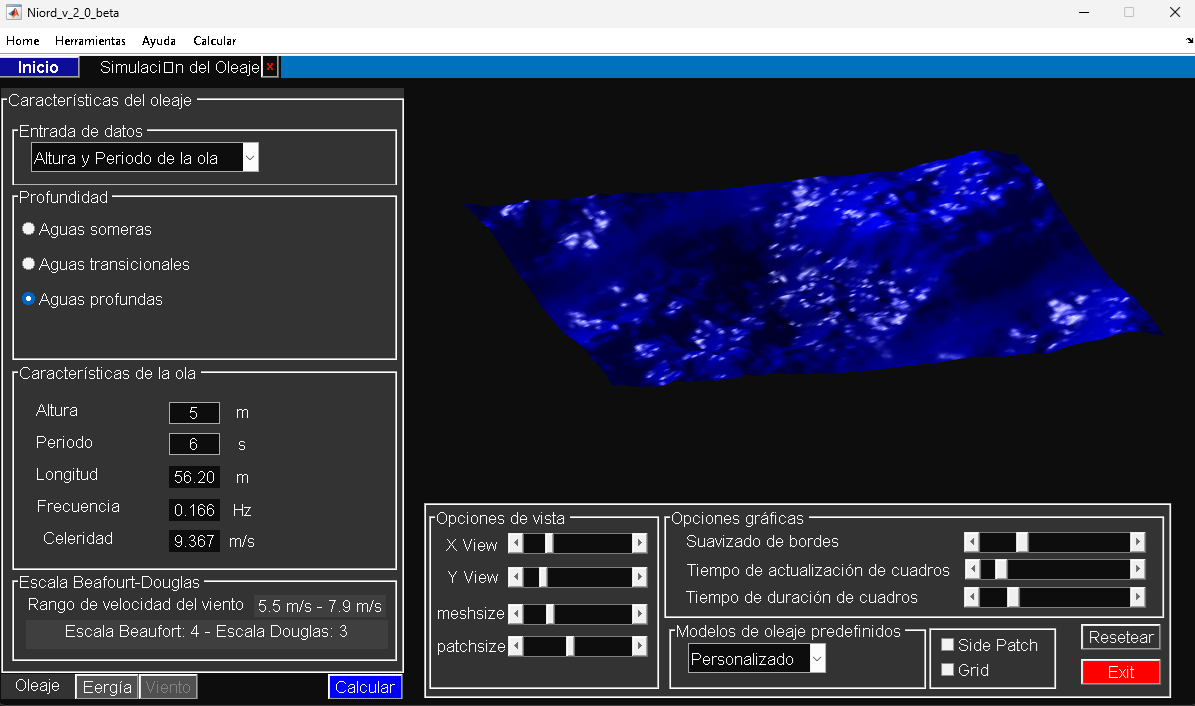 Niord_v_2_0_beta
Home Herramientas Ayuda Calcular
Inicio Simulaci▯n del Oleaje x
Características del oleaje
Entrada de datos
Altura y Periodo de la ola
Profundidad
Aguas someras
Aguas transicionales
Aguas profundas
Características de la ola
Altura 5 m
Periodo 6 s
Longitud 56.20 m
Frecuencia 0.166 Hz
Celeridad 9.367 m/s
Escala Beafourt-Douglas
Rango de velocidad del viento 5.5 m/s - 7.9 m/s
Escala Beaufort: 4 - Escala Douglas: 3
Oleaje Eergía Viento Calcular
Opciones de vista
X View
Y View
meshsize
patchsize
Opciones gráficas
Suavizado de bordes
Tiempo de actualización de cuadros
Tiempo de duración de cuadros
Modelos de oleaje predefinidos
Personalizado
Side Patch
Grid
Resetear
Exit